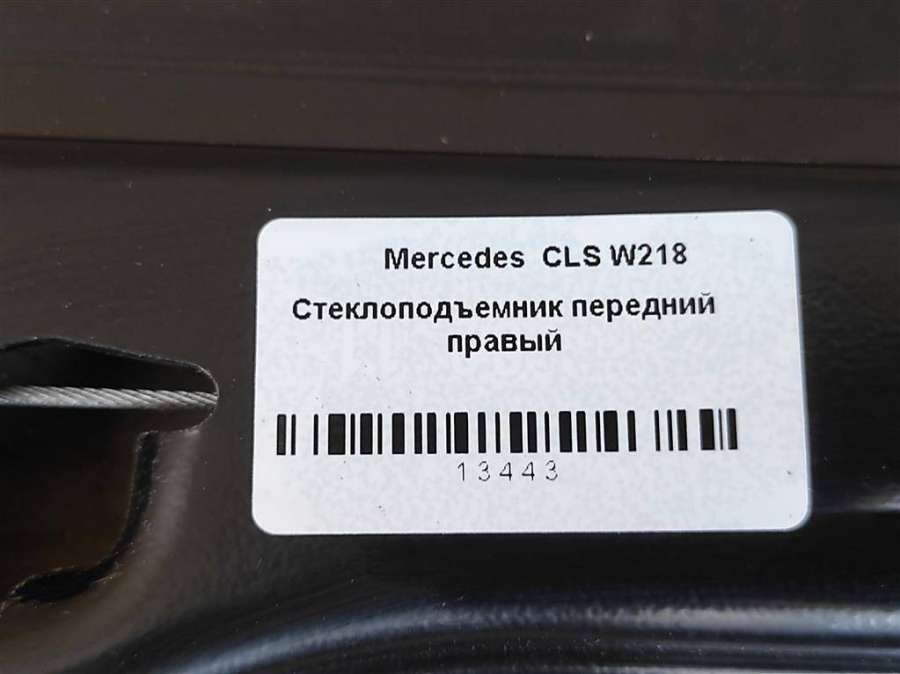 Mercedes CLS W218
Стеклоподъемник передний
правый
13443